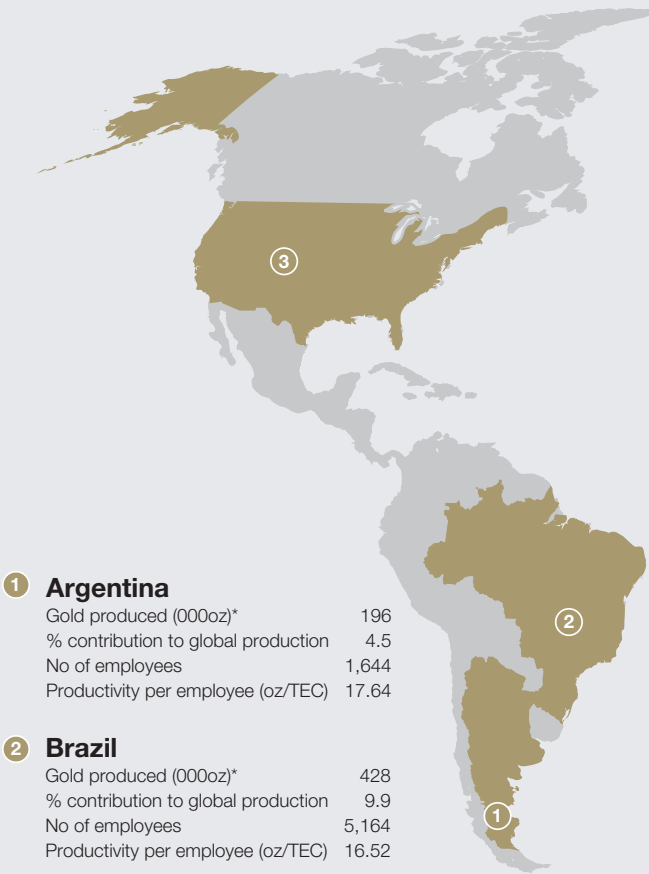 3
2
1
1 Argentina
Gold produced (000oz)* 196
% contribution to global production 4.5
No of employees 1,644
Productivity per employee (oz/TEC) 17.64
2 Brazil
Gold produced (000oz)* 428
% contribution to global production 9.9
No of employees 5,164
Productivity per employee (oz/TEC) 16.52